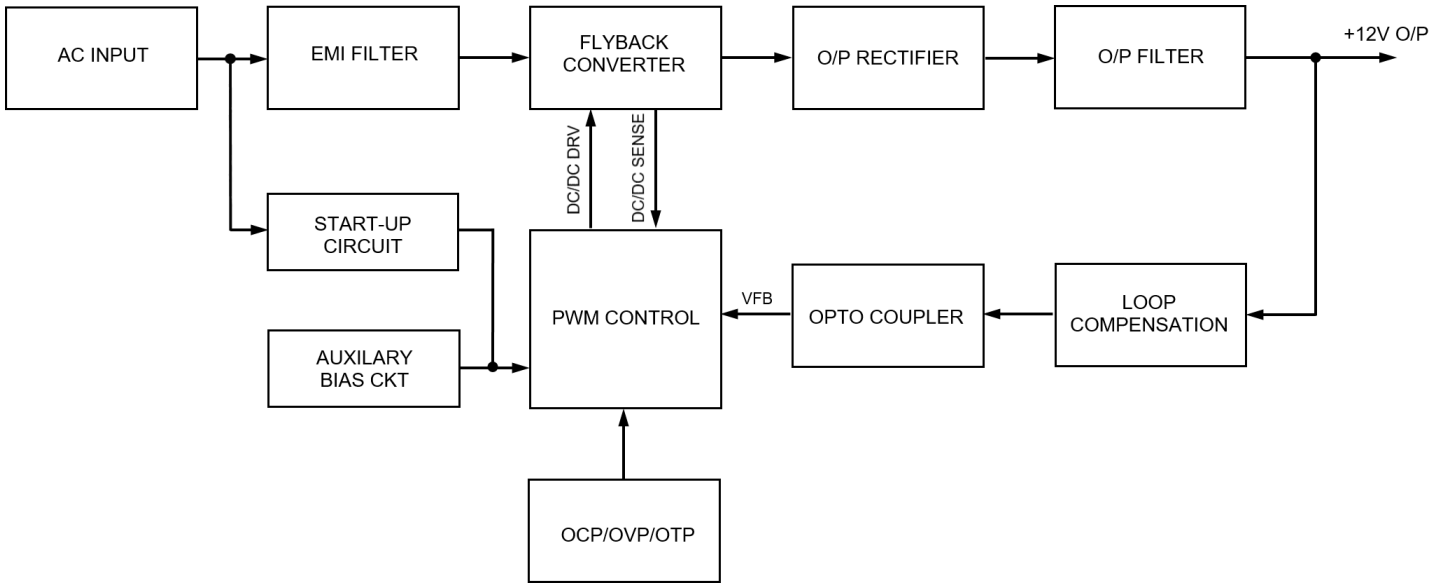 AC INPUT
EMI FILTER
FLYBACK
CONVERTER
O/P RECTIFIER
O/P FILTER
+12V O/P
DC/DC DRV
DC/DC SENSE
START-UP
CIRCUIT
PWM CONTROL
VFB
OPTO COUPLER
LOOP
COMPENSATION
AUXILARY
BIAS CKT
OCP/OVP/OTP